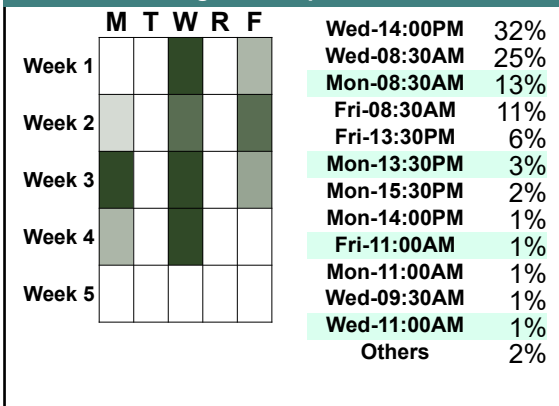 M T W R F
Week 1
Week 2
Week 3
Week 4
Week 5
Wed-14:00PM 32%
Wed-08:30AM 25%
Mon-08:30AM 13%
Fri-08:30AM 11%
Fri-13:30PM 6%
Mon-13:30PM 3%
Mon-15:30PM 2%
Mon-14:00PM 1%
Fri-11:00AM 1%
Mon-11:00AM 1%
Wed-09:30AM 1%
Wed-11:00AM 1%
Others 2%